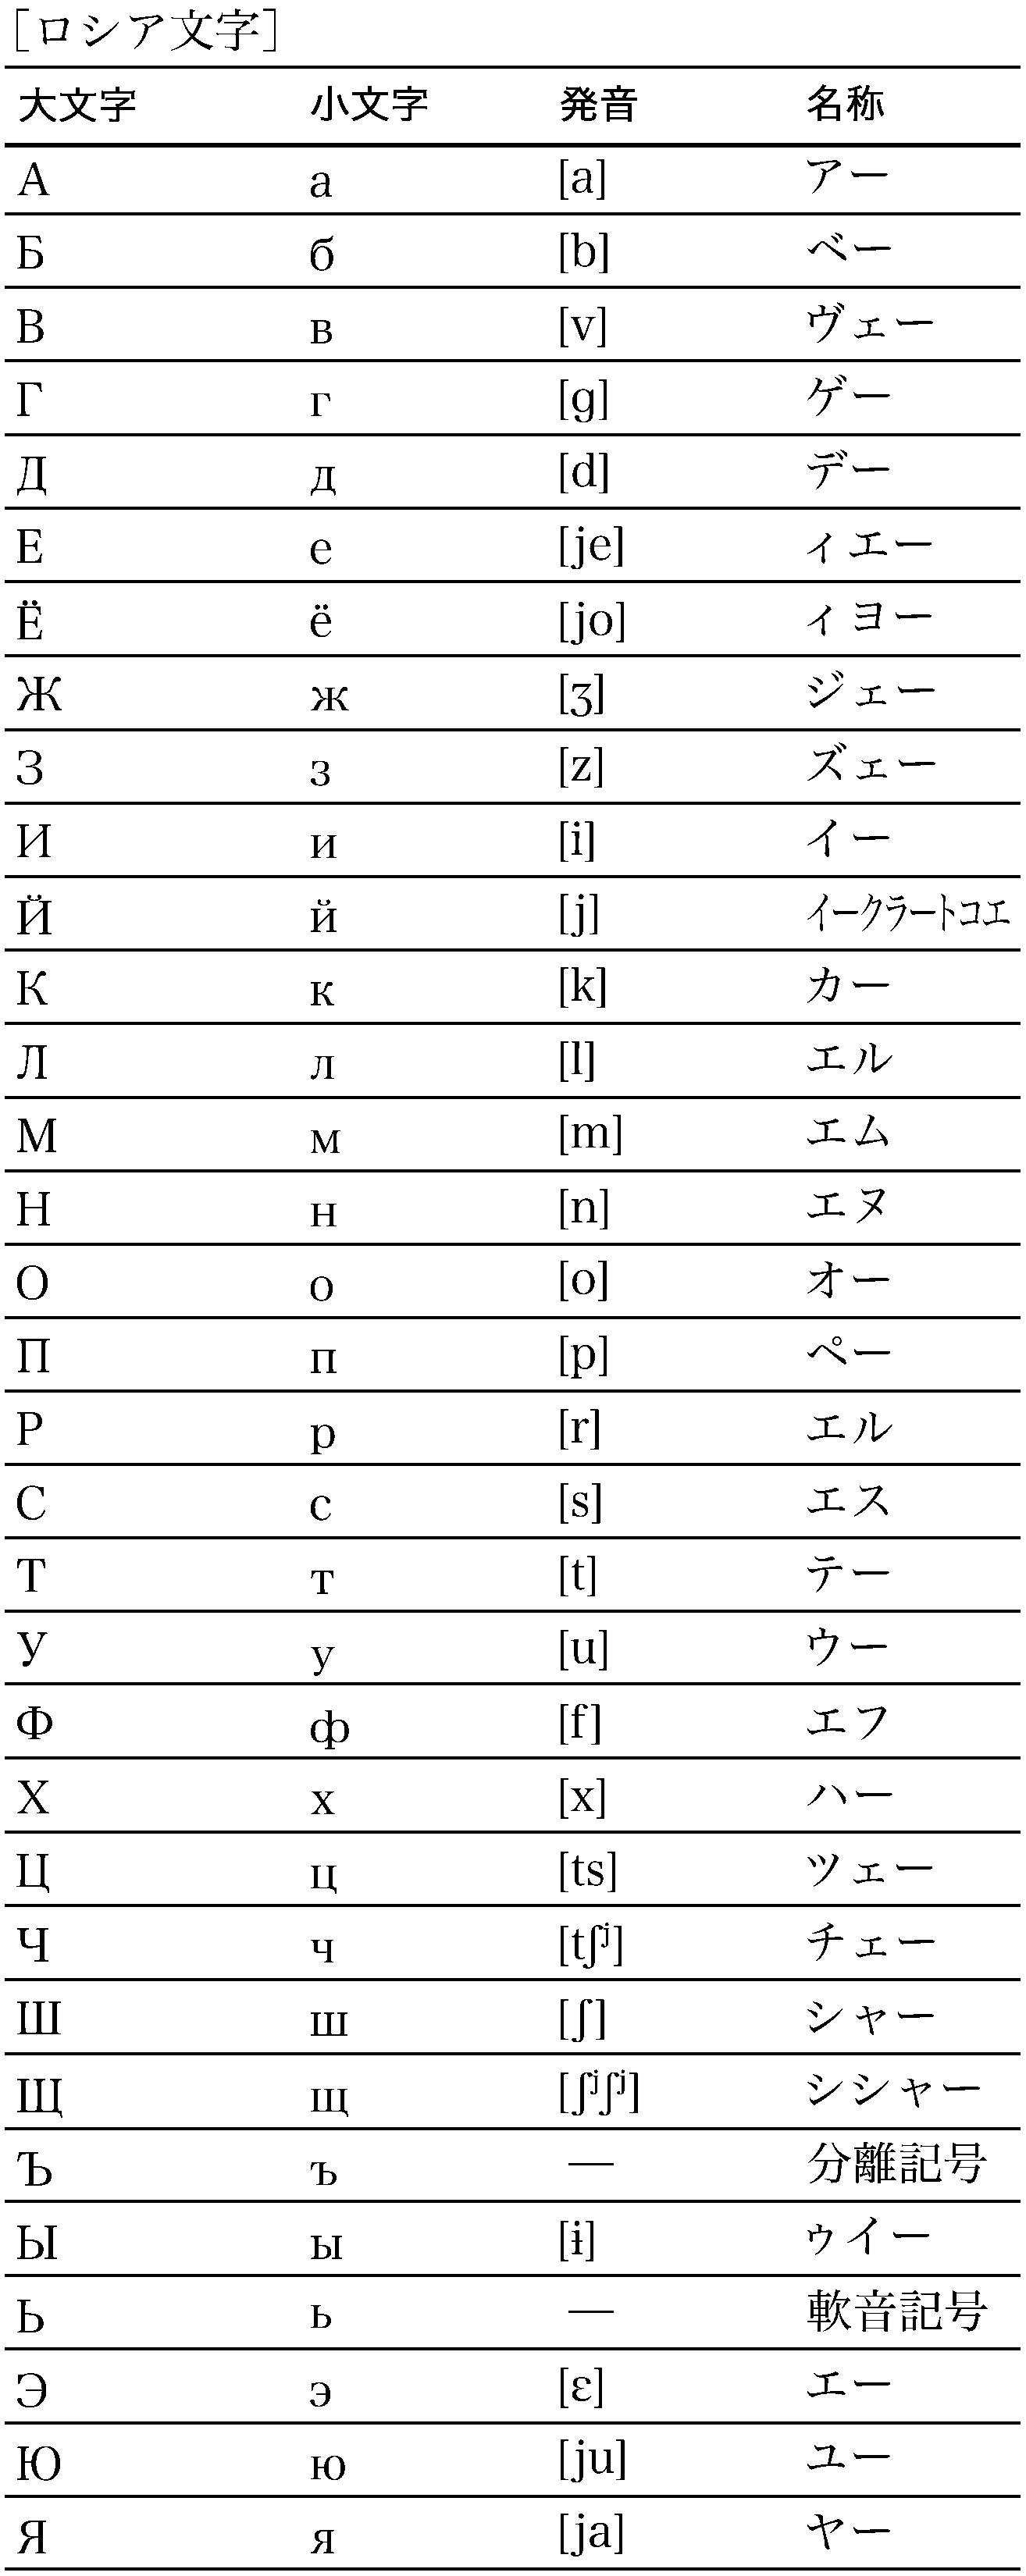 ［ロシア文字］
大文字 小文字 発音 名称
А а [a] アー
Б б [b] ベー
В в [v] ヴェー
Г г [g] ゲー
Д д [d] デー
Е е [je] ィエー
Ё ё [jo] ィヨー
Ж ж [ʒ] ジェー
З з [z] ズェー
И и [i] イー
Й й [j] イークラートコエ
К к [k] カー
Л л [l] エル
М м [m] エム
Н н [n] エヌ
О о [o] オー
П п [p] ペー
Р р [r] エル
С с [s] エス
Т т [t] テー
У у [u] ウー
Ф ф [f] エフ
Х х [x] ハー
Ц ц [ts] ツェー
Ч ч [tʃʲ] チェー
Ш ш [ʃ] シャー
Щ щ [ʃʲʃʲ] シシャー
Ъ ъ — 分離記号
Ы ы [ɨ] ゥイー
Ь ь — 軟音記号
Э э [ɛ] エー
Ю ю [ju] ユー
Я я [ja] ヤー